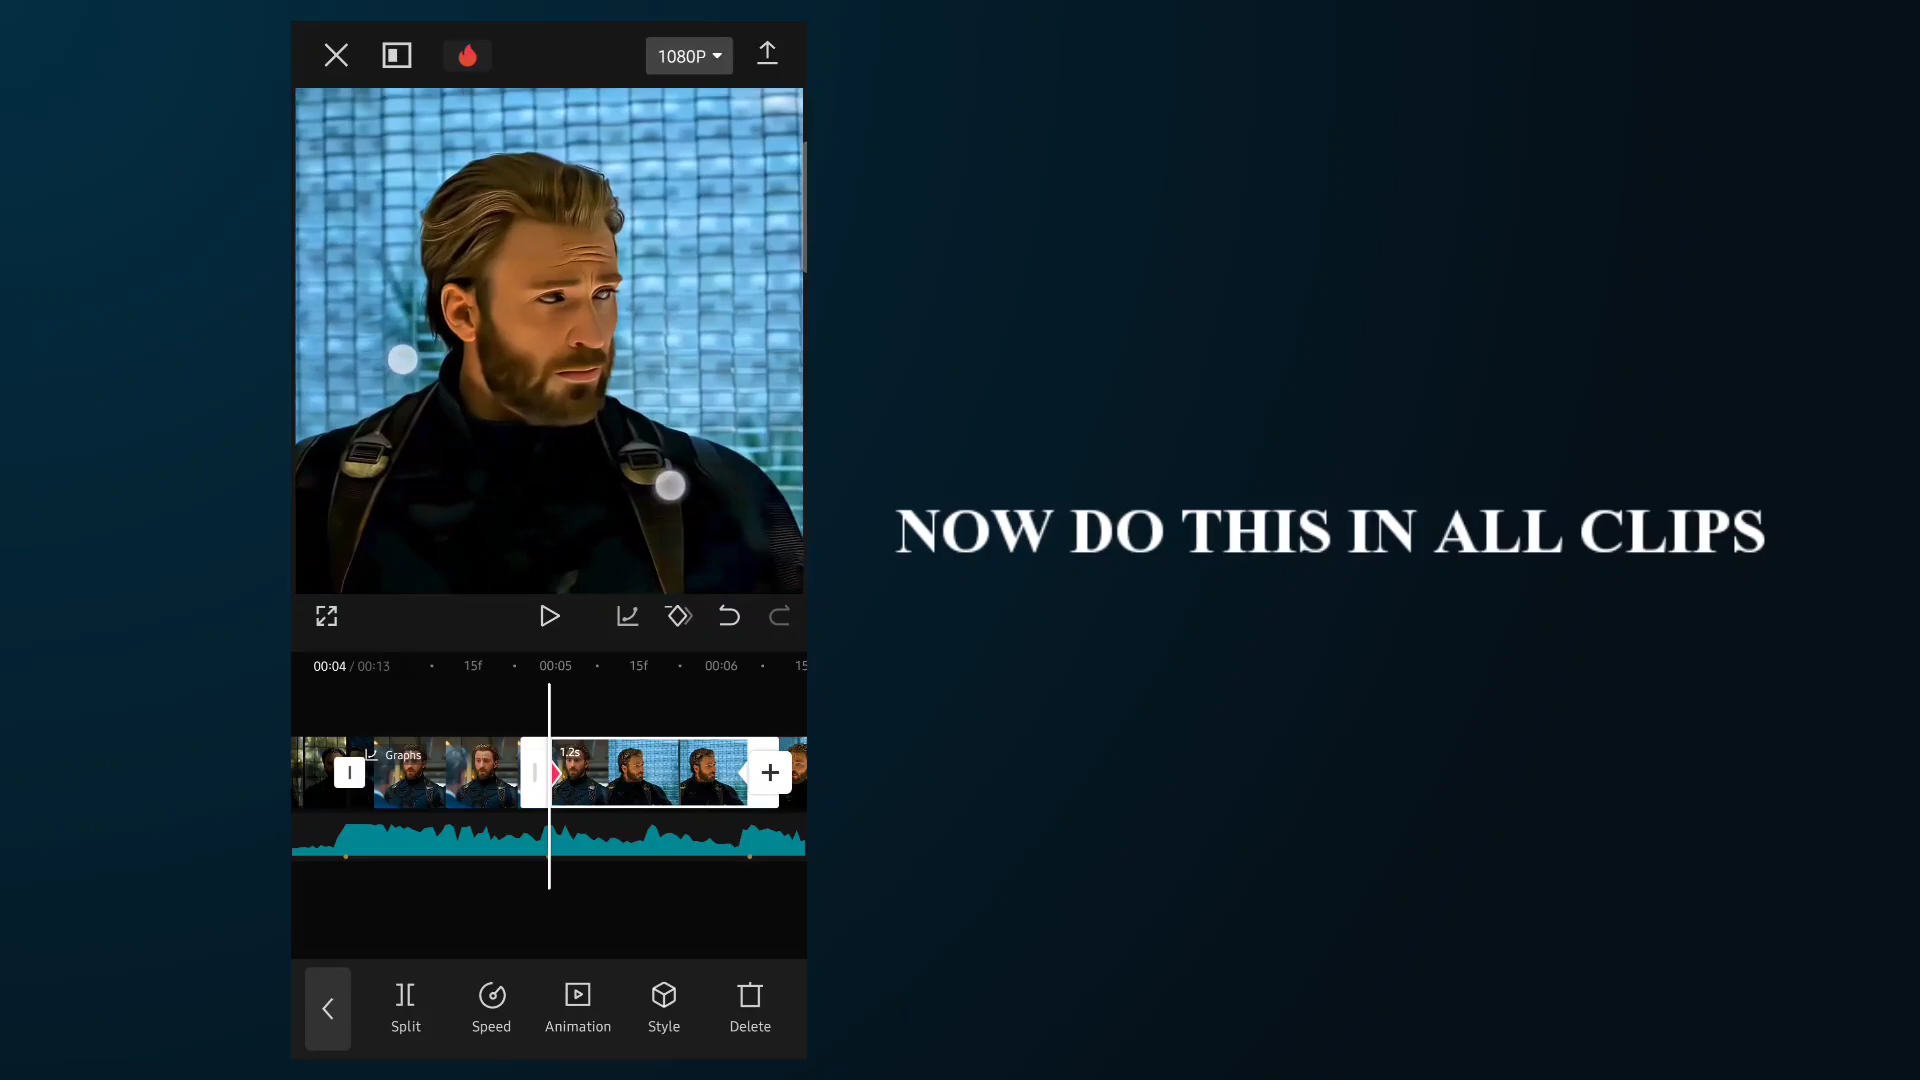 1080P
NOW DO THIS IN ALL CLIPS
00:04 / 00:13 15f 00:05 15f 00:06 15
Graphs 1.2s
Split Speed Animation Style Delete